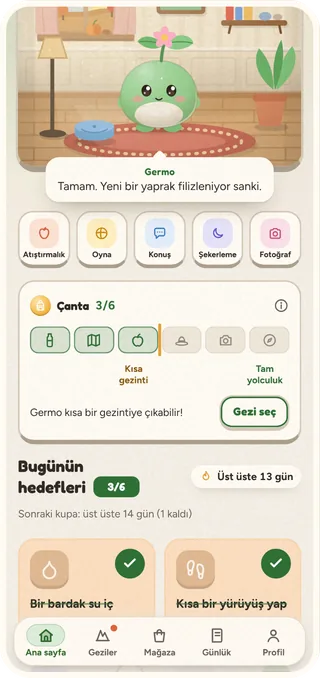 Germo
Tamam. Yeni bir yaprak filizleniyor sanki.
Atıştırmalık
Oyna
Konuş
Şekerleme
Fotoğraf
Çanta 3/6
Kısa
gezinti
Tam
yolculuk
Germo kısa bir gezintiye çıkabilir!
Gezi seç
Bugünün
hedefleri 3/6
Üst üste 13 gün
Sonraki kupa: üst üste 14 gün (1 kaldı)
Bir bardak su iç
Kısa bir yürüyüş yap
Ana sayfa
Geziler
Mağaza
Günlük
Profil